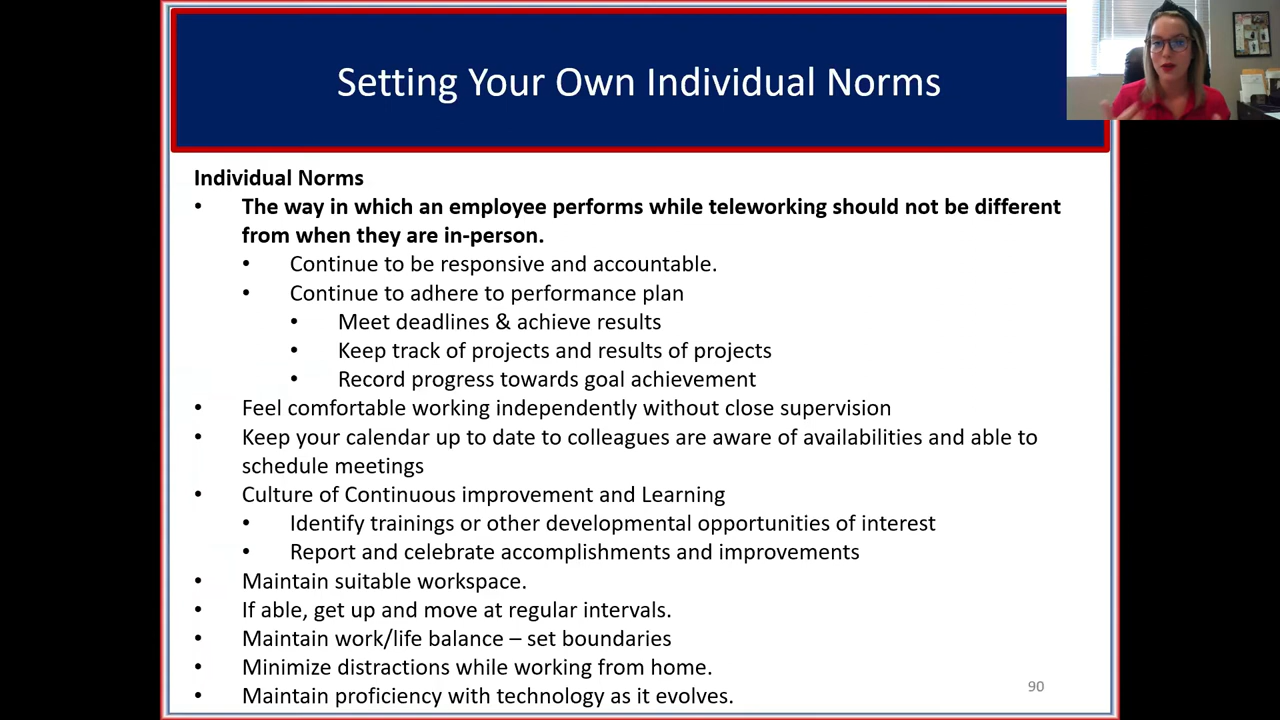 Setting Your Own Individual Norms
Individual Norms
• The way in which an employee performs while teleworking should not be different
from when they are in-person.
• Continue to be responsive and accountable.
• Continue to adhere to performance plan
• Meet deadlines & achieve results
• Keep track of projects and results of projects
• Record progress towards goal achievement
• Feel comfortable working independently without close supervision
• Keep your calendar up to date to colleagues are aware of availabilities and able to
schedule meetings
• Culture of Continuous improvement and Learning
• Identify trainings or other developmental opportunities of interest
• Report and celebrate accomplishments and improvements
• Maintain suitable workspace.
• If able, get up and move at regular intervals.
• Maintain work/life balance – set boundaries
• Minimize distractions while working from home.
• Maintain proficiency with technology as it evolves.
90